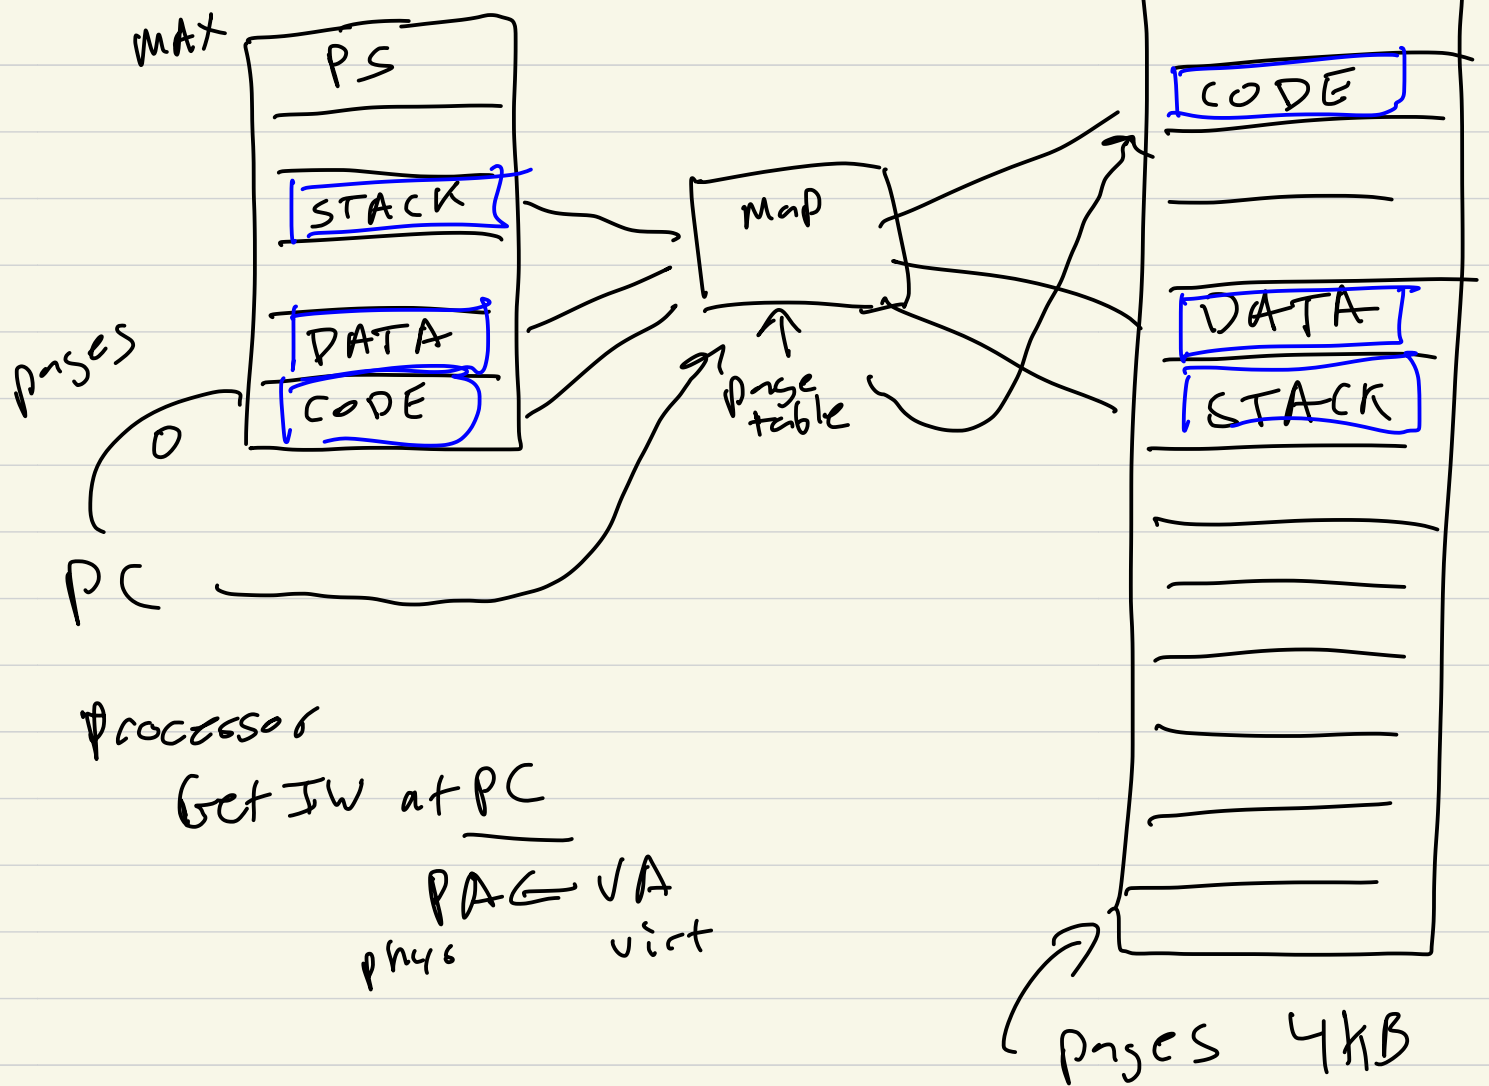 MAX
PS
STACK
DATA
CODE
pages
0
PC
Map
page
table
CODE
DATA
STACK
Processor
Get IW at PC
PA ⇐ VA
phys virt
pages 4KB